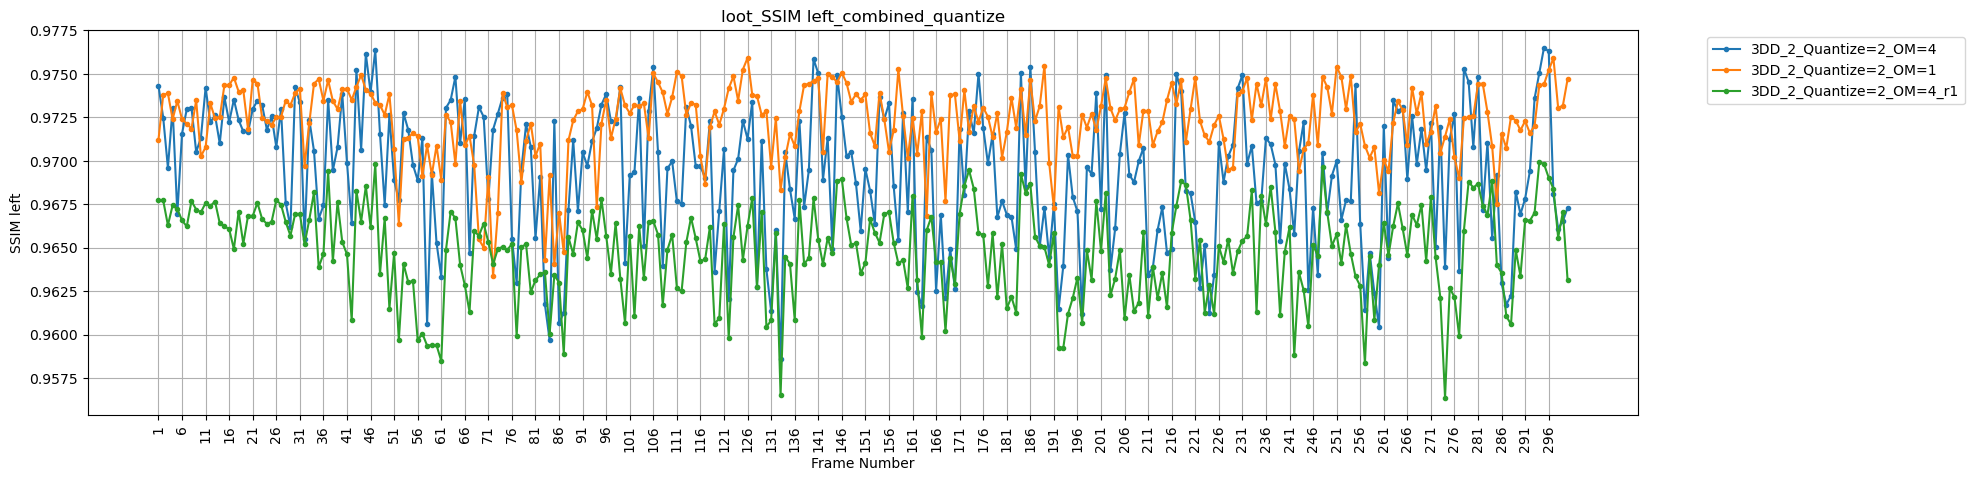 loot_SSIM left_combined_quantize
SSIM left
0.9775
0.9750
0.9725
0.9700
0.9675
0.9650
0.9625
0.9600
0.9575
1 6 11 16 21 26 31 36 41 46 51 56 61 66 71 76 81 86 91 96 101 106 111 116 121 126 131 136 141 146 151 156 161 166 171 176 181 186 191 196 201 206 211 216 221 226 231 236 241 246 251 256 261 266 271 276 281 286 291 296
Frame Number
3DD_2_Quantize=2_OM=4
3DD_2_Quantize=2_OM=1
3DD_2_Quantize=2_OM=4_r1